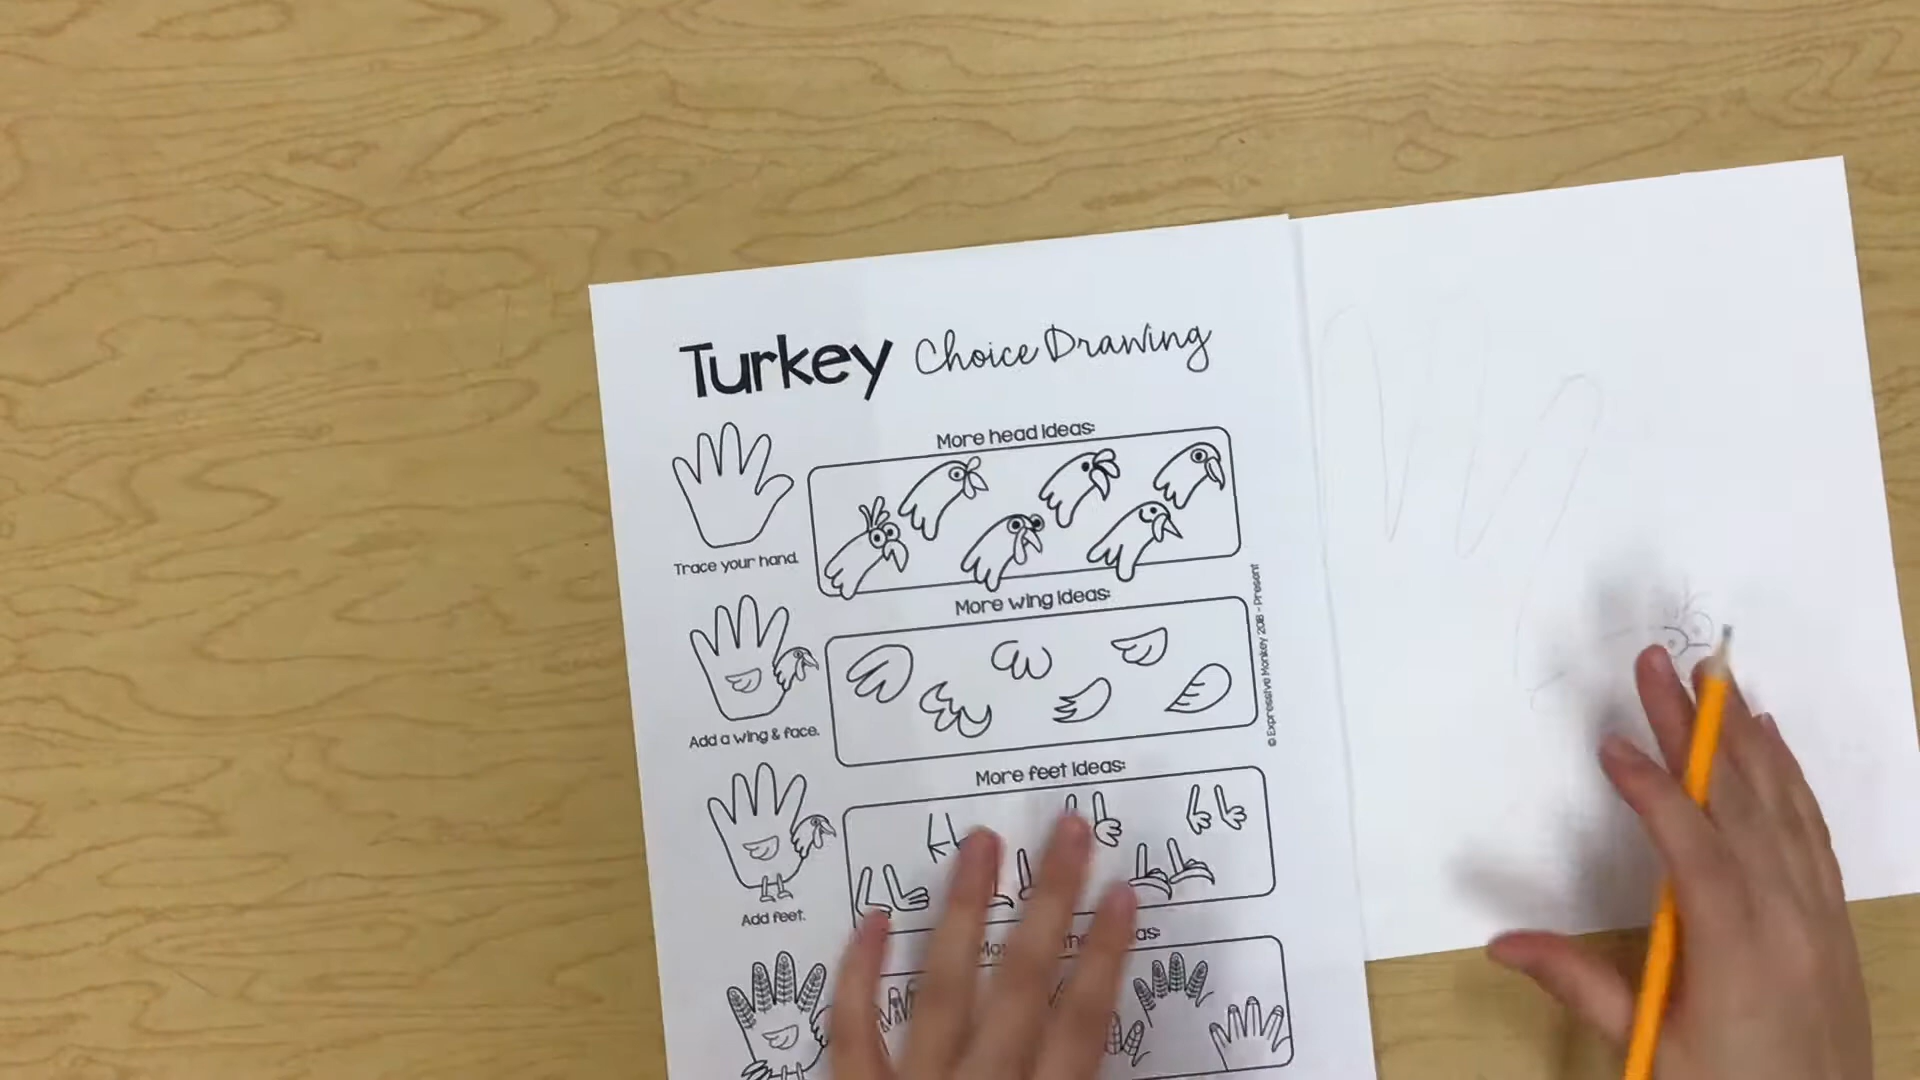 Turkey Choice Drawing
More head ideas:
Trace your hand.
More wing ideas:
Add a wing & face.
More feet ideas:
Add feet.
© Expressive Monkey 2018 - Present